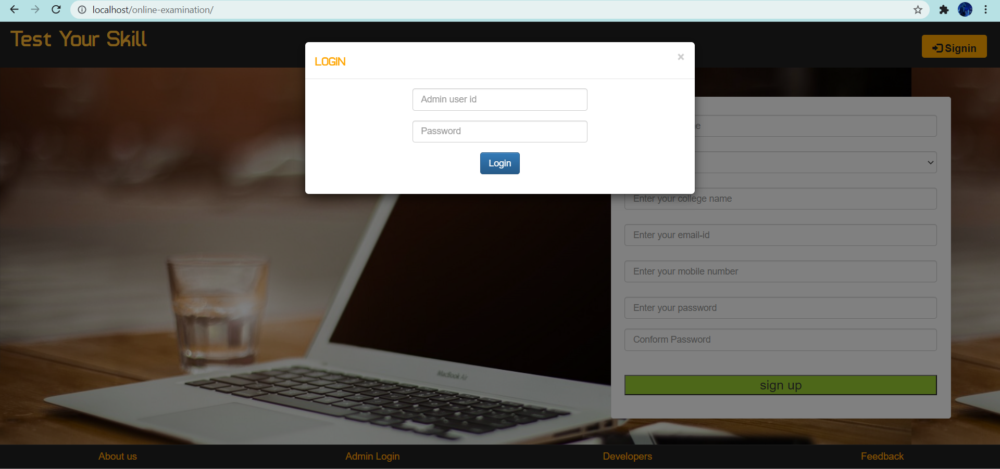 localhost/online-examination/
Test Your Skill
Signin
LOGIN
×
Admin user id
Password
Login
e
Enter your college name
Enter your email-id
Enter your mobile number
Enter your password
Conform Password
sign up
MacBook Air
About us
Admin Login
Developers
Feedback